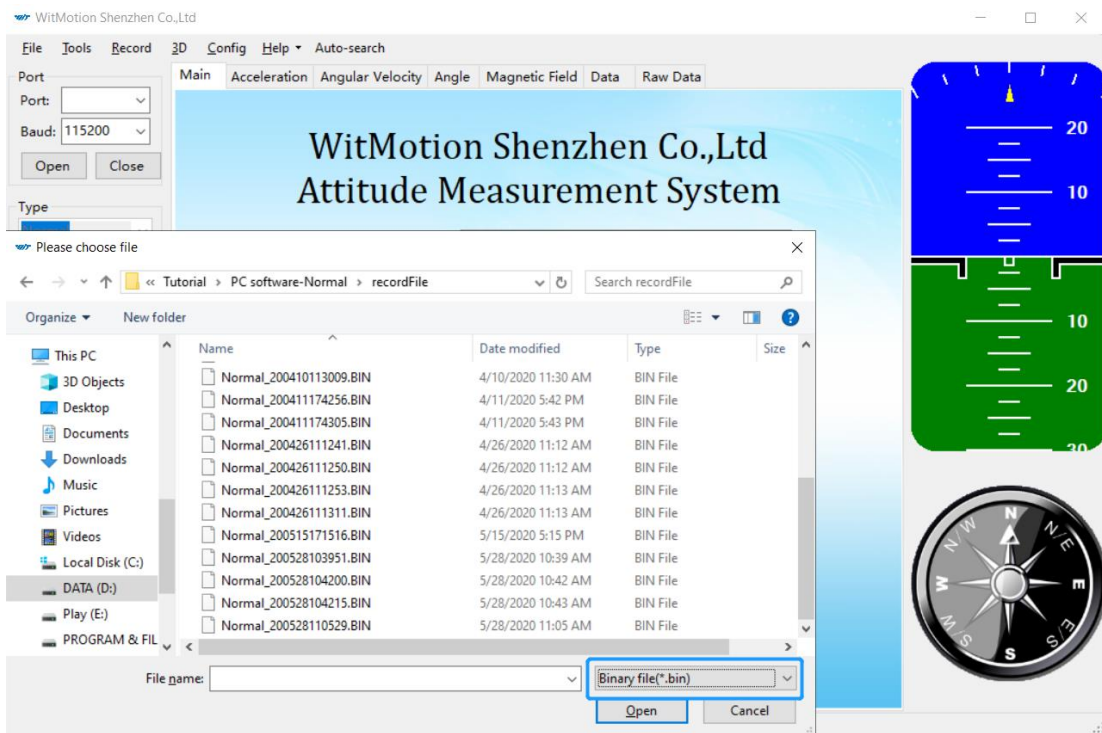 WitMotion Shenzhen Co.,Ltd
File Tools Record 3D Config Help Auto-search
Port
Port:
Baud: 115200
Open Close
Type
Main Acceleration Angular Velocity Angle Magnetic Field Data Raw Data
WitMotion Shenzhen Co.,Ltd
Attitude Measurement System
Please choose file
« Tutorial > PC software-Normal > recordFile
Search recordFile
Organize New folder
This PC
3D Objects
Desktop
Documents
Downloads
Music
Pictures
Videos
Local Disk (C:)
DATA (D:)
Play (E:)
PROGRAM & FIL
Name Date modified Type Size
Normal_200410113009.BIN 4/10/2020 11:30 AM BIN File
Normal_200411174256.BIN 4/11/2020 5:42 PM BIN File
Normal_200411174305.BIN 4/11/2020 5:43 PM BIN File
Normal_200426111241.BIN 4/26/2020 11:12 AM BIN File
Normal_200426111250.BIN 4/26/2020 11:12 AM BIN File
Normal_200426111253.BIN 4/26/2020 11:13 AM BIN File
Normal_200426111311.BIN 4/26/2020 11:13 AM BIN File
Normal_200515171516.BIN 5/15/2020 5:15 PM BIN File
Normal_200528103951.BIN 5/28/2020 10:39 AM BIN File
Normal_200528104200.BIN 5/28/2020 10:42 AM BIN File
Normal_200528104215.BIN 5/28/2020 10:43 AM BIN File
Normal_200528110529.BIN 5/28/2020 11:05 AM BIN File
File name:
Binary file(*.bin)
Open Cancel
20
10
10
20
30
N
N/E
E
E/S
S
W/S
W
N/W